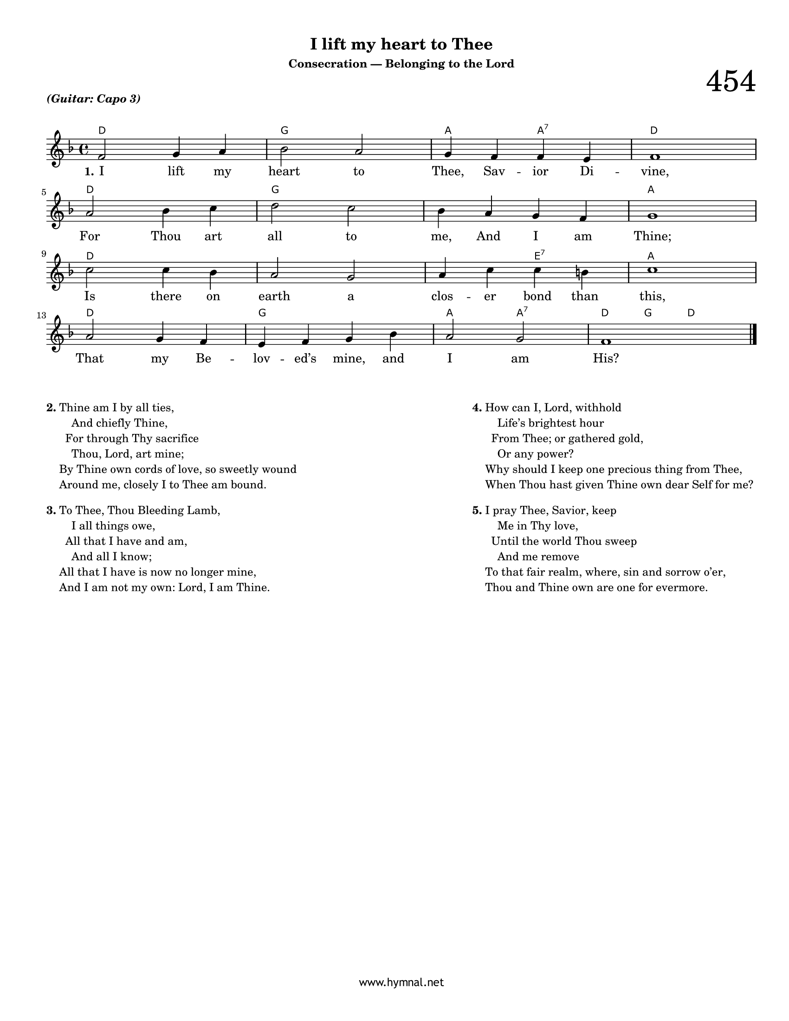 I lift my heart to Thee
Consecration — Belonging to the Lord
454
(Guitar: Capo 3)
D G A A7 D
1. I lift my heart to Thee, Sav - ior Di - vine,
5
D G A
For Thou art all to me, And I am Thine;
9
D E7 A
Is there on earth a clos - er bond than this,
13
D G A A7 D G D
That my Be - lov - ed's mine, and I am His?
2. Thine am I by all ties,
And chiefly Thine,
For through Thy sacrifice
Thou, Lord, art mine;
By Thine own cords of love, so sweetly wound
Around me, closely I to Thee am bound.
3. To Thee, Thou Bleeding Lamb,
I all things owe,
All that I have and am,
And all I know;
All that I have is now no longer mine,
And I am not my own: Lord, I am Thine.
4. How can I, Lord, withhold
Life's brightest hour
From Thee; or gathered gold,
Or any power?
Why should I keep one precious thing from Thee,
When Thou hast given Thine own dear Self for me?
5. I pray Thee, Savior, keep
Me in Thy love,
Until the world Thou sweep
And me remove
To that fair realm, where, sin and sorrow o'er,
Thou and Thine own are one for evermore.
www.hymnal.net